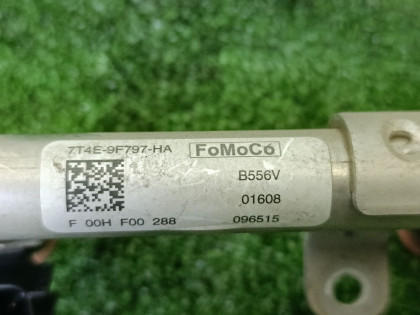 7T4E-9F797-HA FoMoCo
B556V
01608
F 00H F00 288 096515